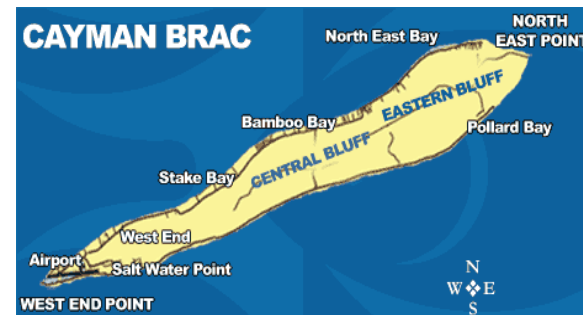 CAYMAN BRAC
NORTH
EAST POINT
North East Bay
EASTERN BLUFF
Bamboo Bay
Pollard Bay
CENTRAL BLUFF
Stake Bay
West End
Airport
Salt Water Point
WEST END POINT
N
W E
S